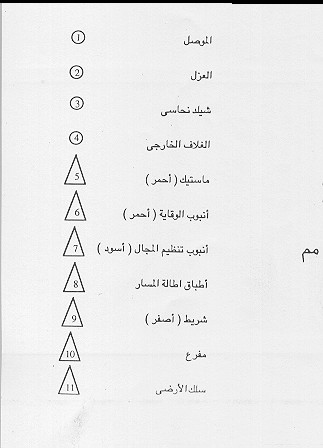 1 الموصل
2 العزل
3 شيلد نحاسى
4 الغلاف الخارجى
5 ماستيك ( أحمر )
6 أنبوب الوقاية ( أحمر )
7 أنبوب تنظيم المجال ( أسود )
مم
8 أطباق اطالة المسار
9 شريط ( أصفر )
10 مفرع
11 سلك الأرضى